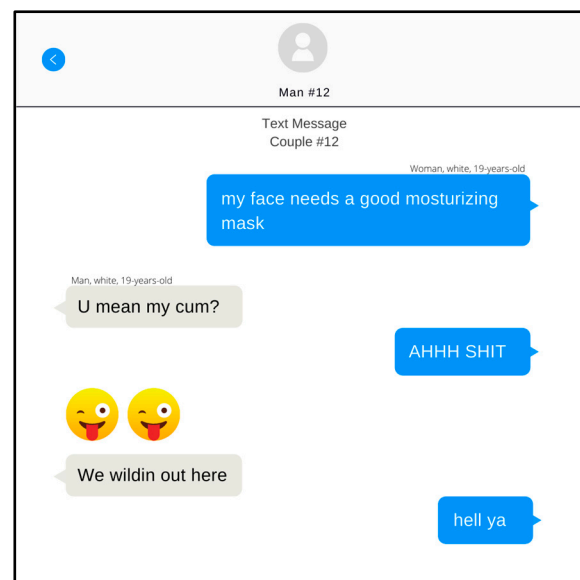 Man #12
Text Message
Couple #12
Woman, white, 19-years-old
my face needs a good mosturizing
mask
Man, white, 19-years-old
U mean my cum?
AHHH SHIT
We wildin out here
hell ya